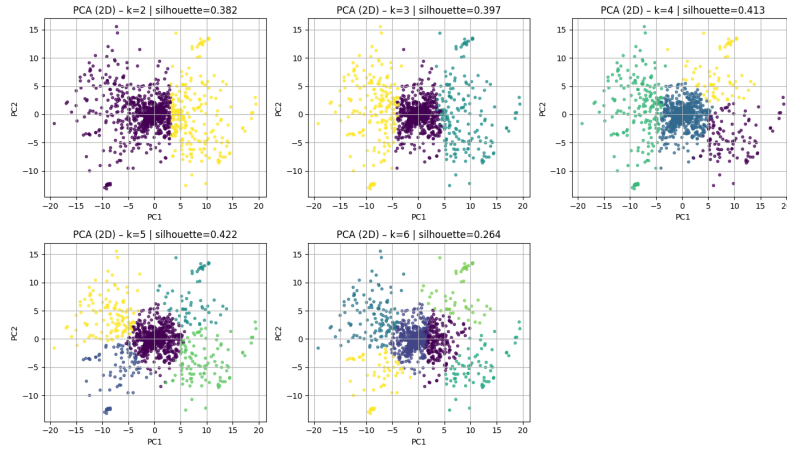 PCA (2D) – k=2 | silhouette=0.382
PCA (2D) – k=3 | silhouette=0.397
PCA (2D) – k=4 | silhouette=0.413
15
10
5
0
−5
−10
PC2
−20 −15 −10 −5 0 5 10 15 20
PC1
15
10
5
0
−5
−10
PC2
−20 −15 −10 −5 0 5 10 15 20
PC1
15
10
5
0
−5
−10
PC2
−20 −15 −10 −5 0 5 10 15 20
PC1
PCA (2D) – k=5 | silhouette=0.422
PCA (2D) – k=6 | silhouette=0.264
15
10
5
0
−5
−10
PC2
−20 −15 −10 −5 0 5 10 15 20
PC1
15
10
5
0
−5
−10
PC2
−20 −15 −10 −5 0 5 10 15 20
PC1